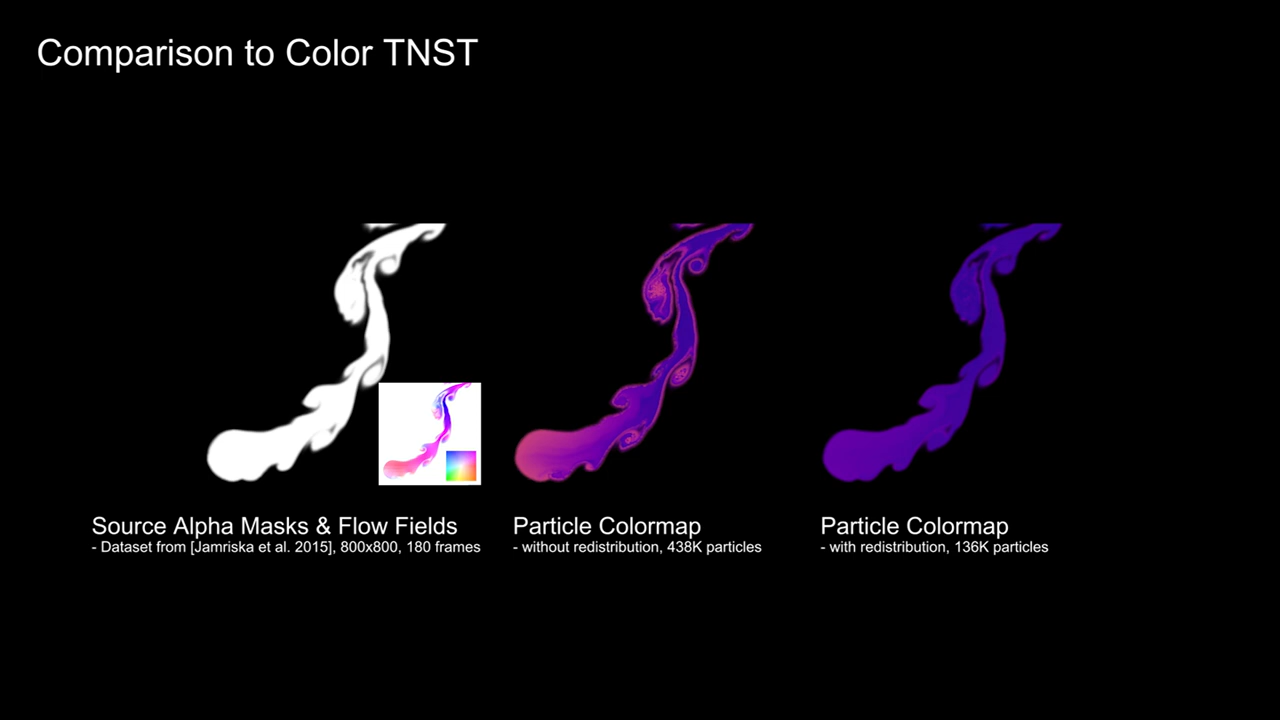 Comparison to Color TNST
Source Alpha Masks & Flow Fields
- Dataset from [Jamriska et al. 2015], 800x800, 180 frames
Particle Colormap
- without redistribution, 438K particles
Particle Colormap
- with redistribution, 136K particles